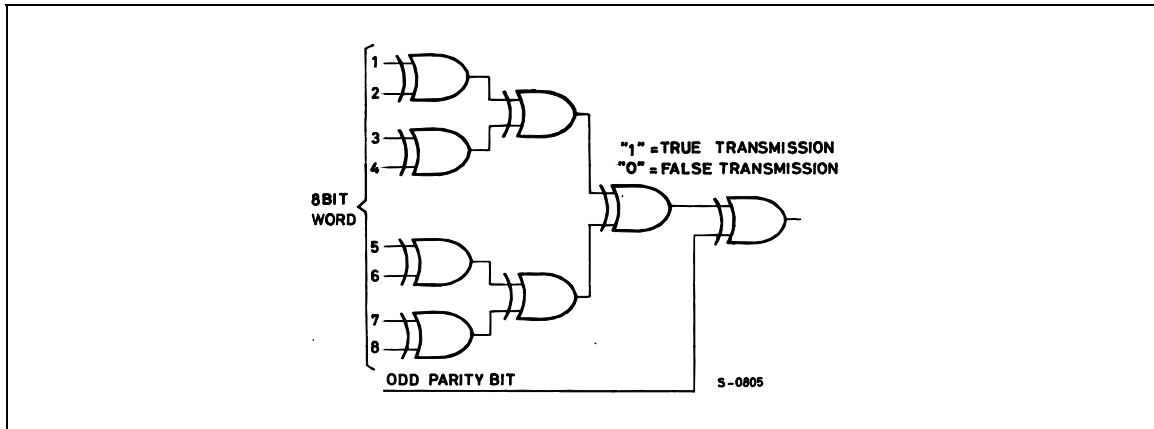 1
2
3
4
8BIT
WORD
5
6
7
8
"1" = TRUE TRANSMISSION
"0" = FALSE TRANSMISSION
ODD PARITY BIT
S-0805